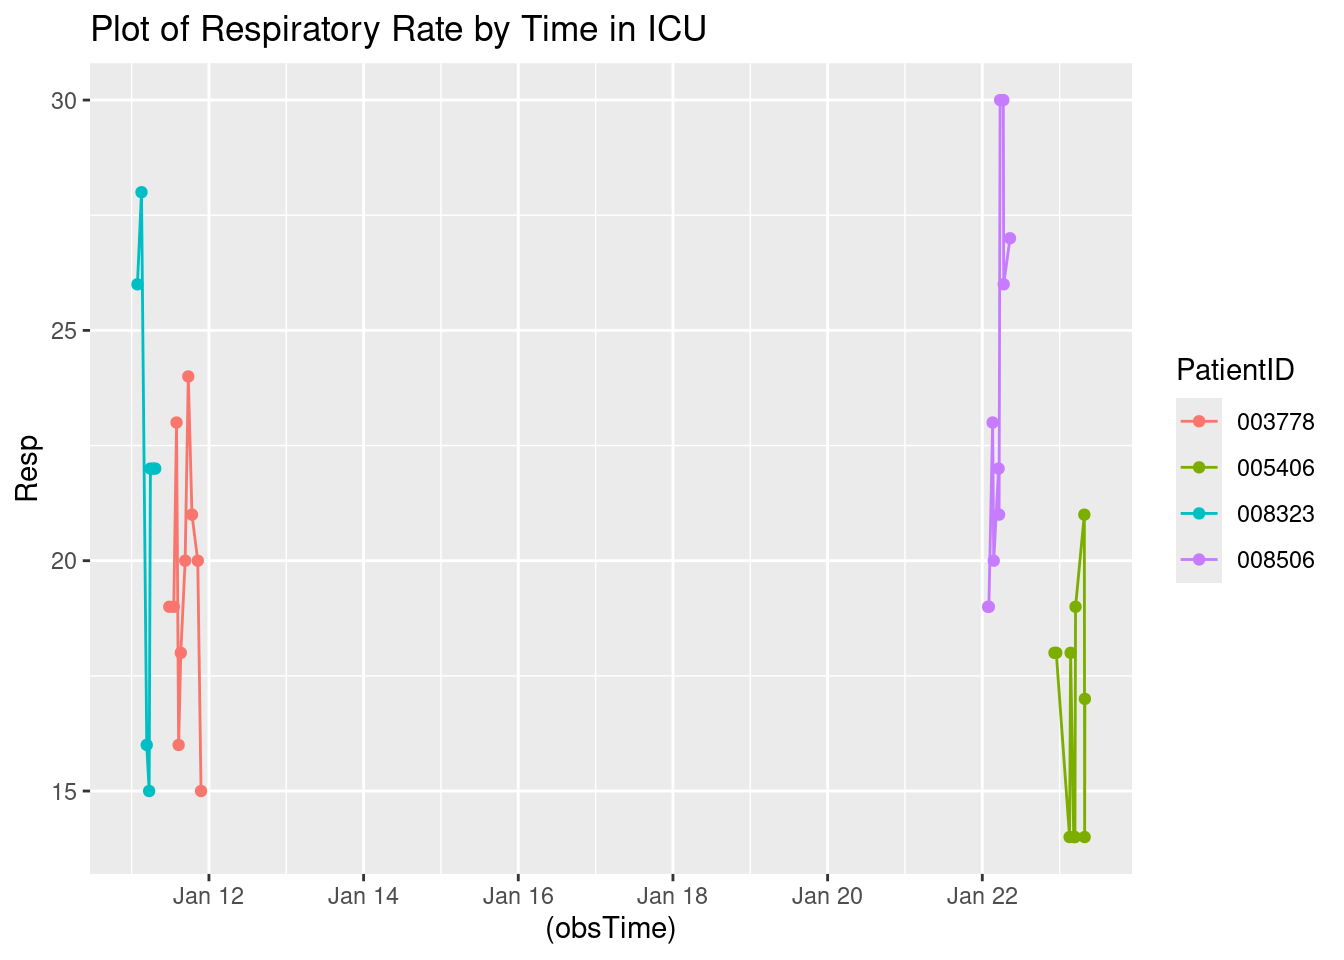 Plot of Respiratory Rate by Time in ICU
30
25
20
15
Resp
Jan 12
Jan 14
Jan 16
Jan 18
Jan 20
Jan 22
(obsTime)
PatientID
003778
005406
008323
008506